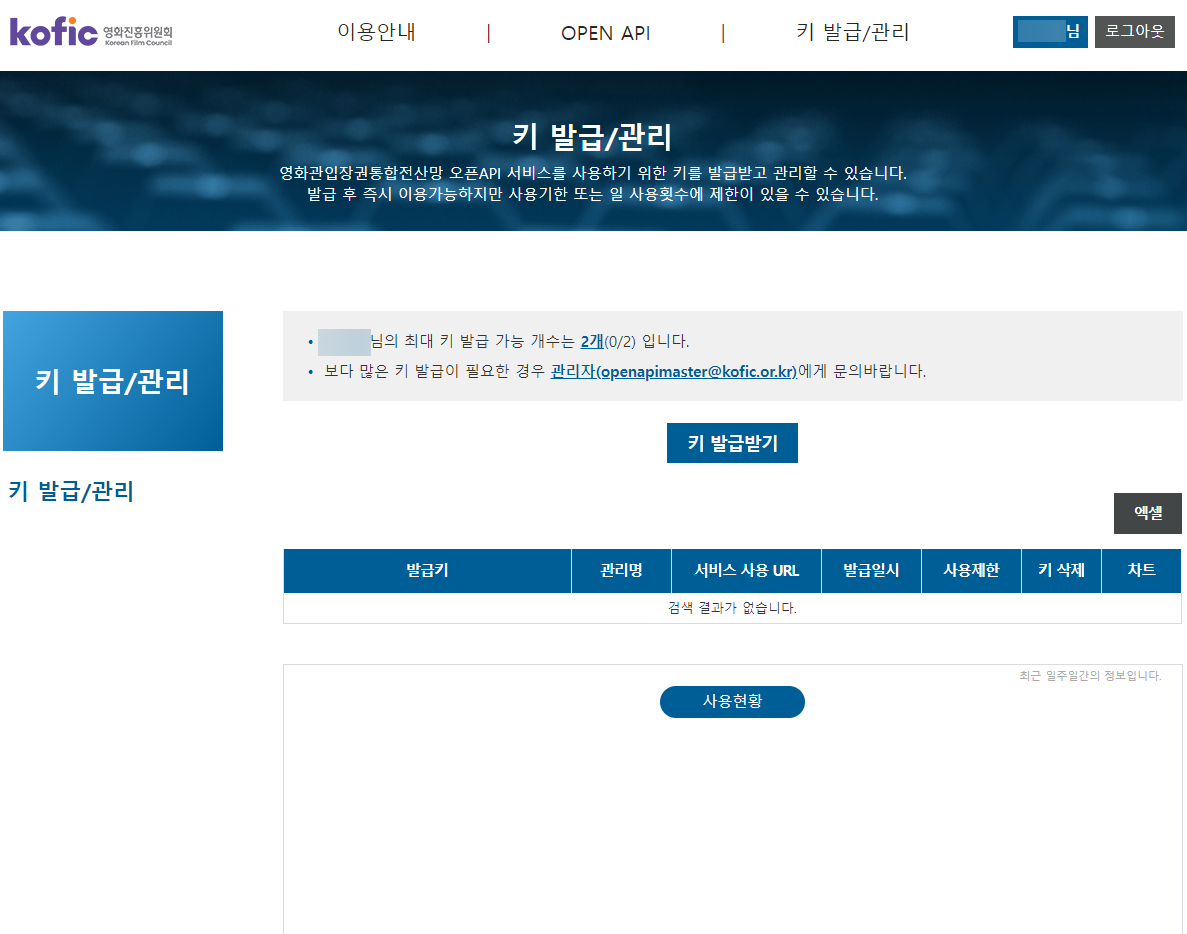 kofic 영화진흥위원회
Korean Film Council
이용안내 | OPEN API | 키 발급/관리
님 로그아웃
키 발급/관리
영화관입장권통합전산망 오픈API 서비스를 사용하기 위한 키를 발급받고 관리할 수 있습니다.
발급 후 즉시 이용가능하지만 사용기한 또는 일 사용횟수에 제한이 있을 수 있습니다.
키 발급/관리
키 발급/관리
• 님의 최대 키 발급 가능 개수는 2개(0/2) 입니다.
• 보다 많은 키 발급이 필요한 경우 관리자(openapimaster@kofic.or.kr)에게 문의바랍니다.
키 발급받기
엑셀
발급키 관리명 서비스 사용 URL 발급일시 사용제한 키 삭제 차트
검색 결과가 없습니다.
최근 일주일간의 정보입니다.
사용현황